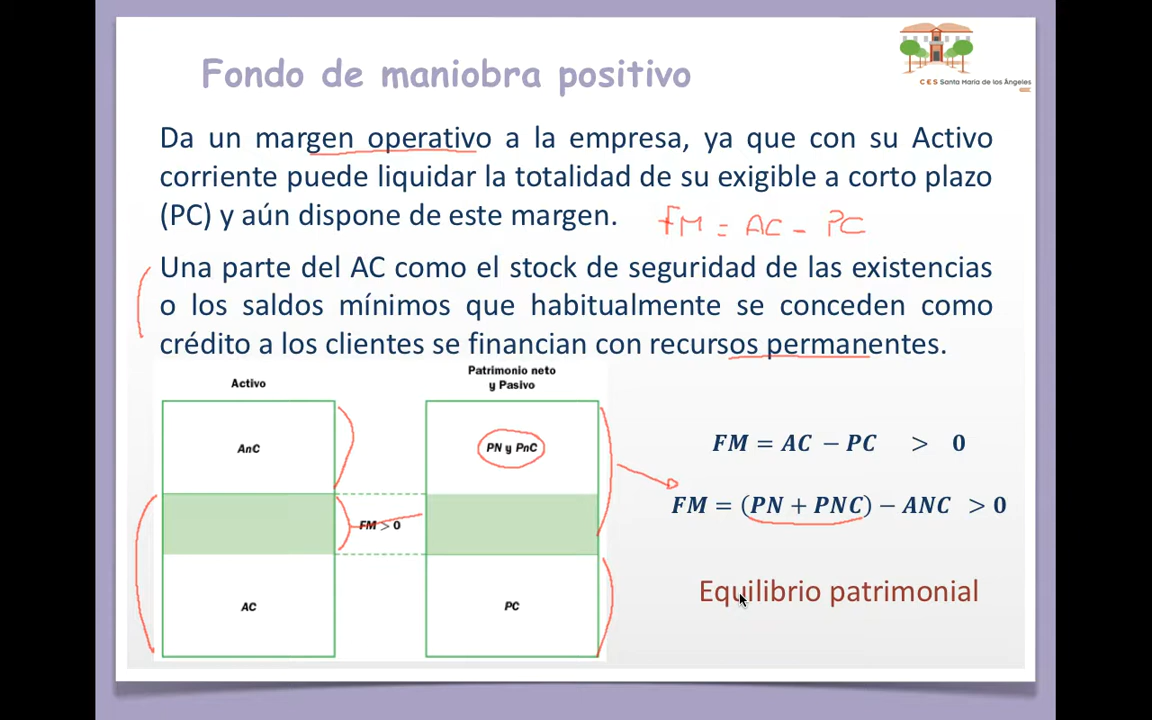 Fondo de maniobra positivo
CES Santa María de los Ángeles
Da un margen operativo a la empresa, ya que con su Activo
corriente puede liquidar la totalidad de su exigible a corto plazo
(PC) y aún dispone de este margen.
FM = AC - PC
Una parte del AC como el stock de seguridad de las existencias
o los saldos mínimos que habitualmente se conceden como
crédito a los clientes se financian con recursos permanentes.
Activo
Patrimonio neto
y Pasivo
AnC
PN y PnC
FM > 0
AC
PC
FM = AC − PC > 0
FM = (PN + PNC) − ANC > 0
Equilibrio patrimonial